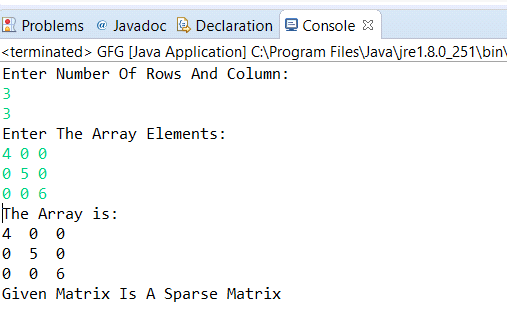 Problems @ Javadoc Declaration Console
<terminated> GFG [Java Application] C:\Program Files\Java\jre1.8.0_251\bin\
Enter Number Of Rows And Column:
3
3
Enter The Array Elements:
4 0 0
0 5 0
0 0 6
The Array is:
4  0  0
0  5  0
0  0  6
Given Matrix Is A Sparse Matrix